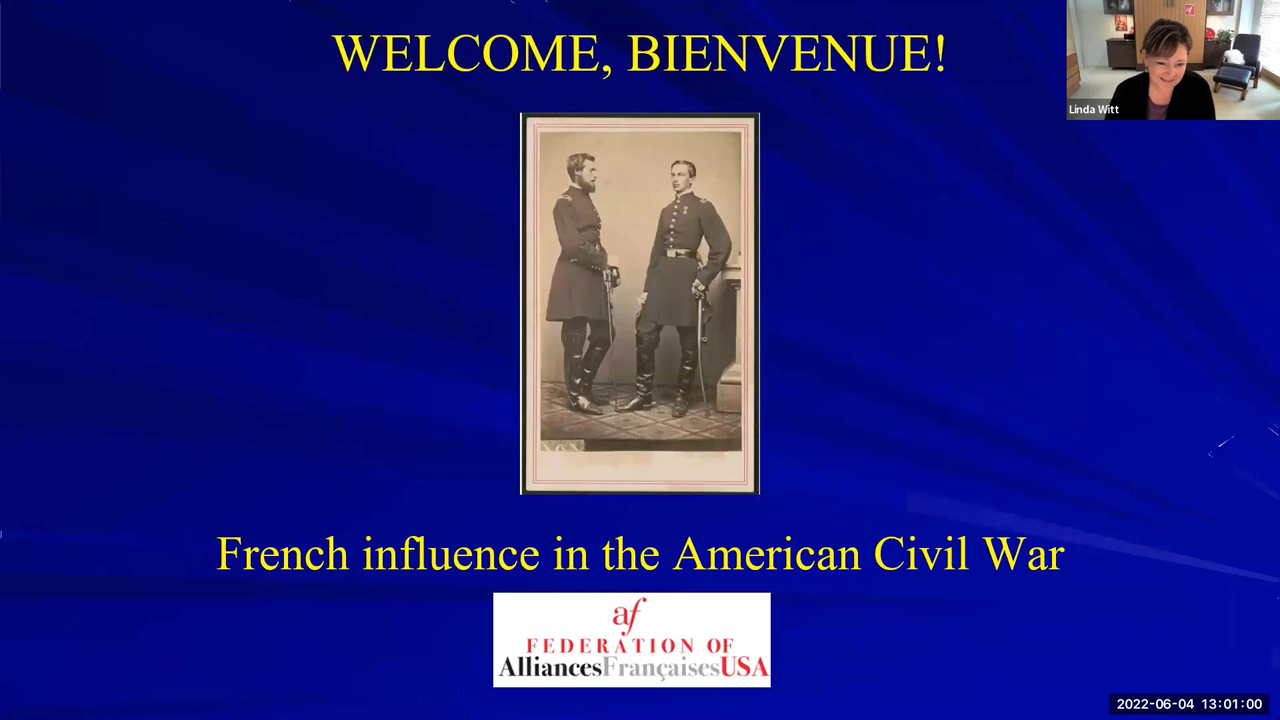 WELCOME, BIENVENUE!
Linda Witt
French influence in the American Civil War
af
FEDERATION OF
AlliancesFrançaisesUSA
2022-06-04 13:01:00